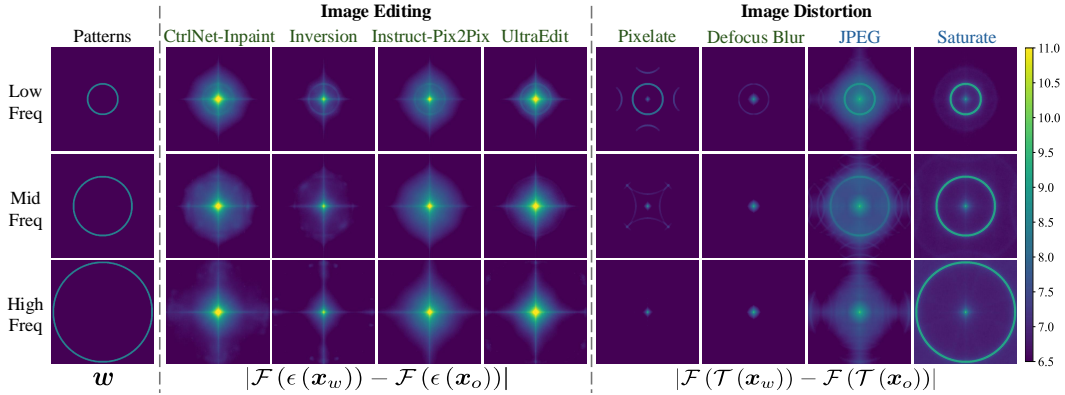 Image Editing
Image Distortion
Patterns
CtrlNet-Inpaint
Inversion
Instruct-Pix2Pix
UltraEdit
Pixelate
Defocus Blur
JPEG
Saturate
Low
Freq
Mid
Freq
High
Freq
11.0
10.5
10.0
9.5
9.0
8.5
8.0
7.5
7.0
6.5
w
|F (ϵ (x_w)) − F (ϵ (x_o))|
|F (T (x_w)) − F (T (x_o))|